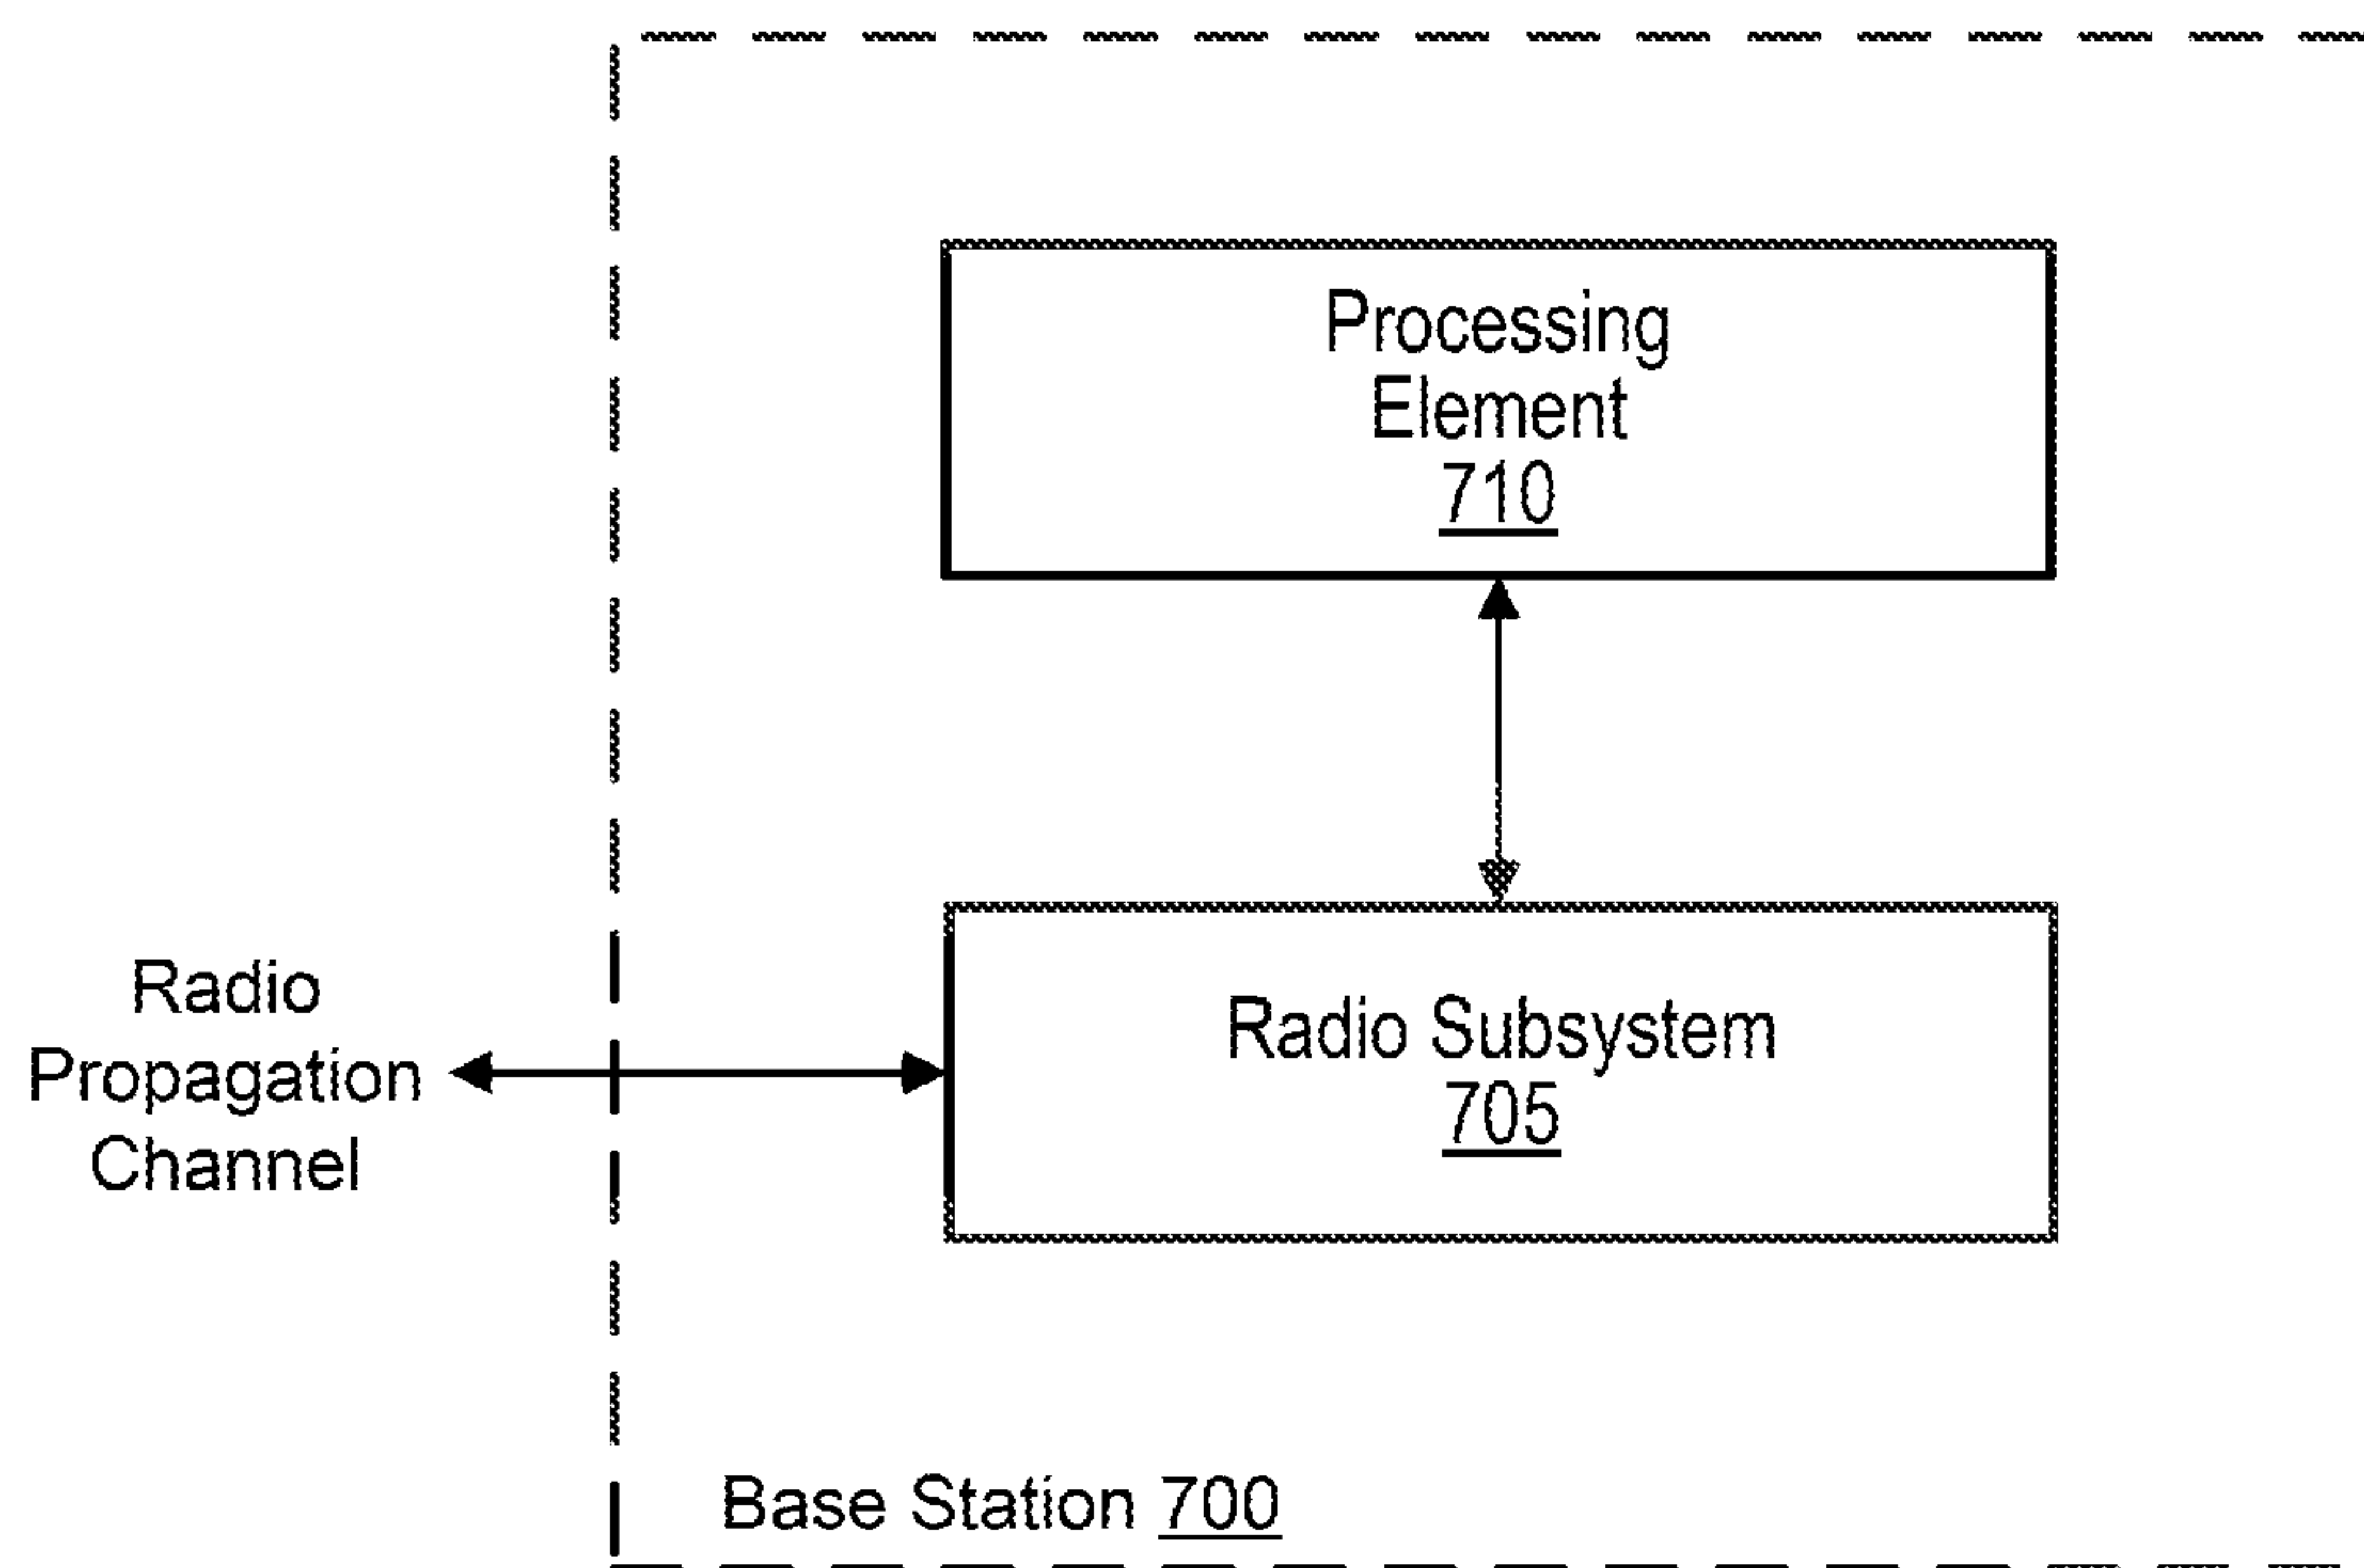 Processing
Element
710
Radio
Propagation
Channel
Radio Subsystem
705
Base Station 700